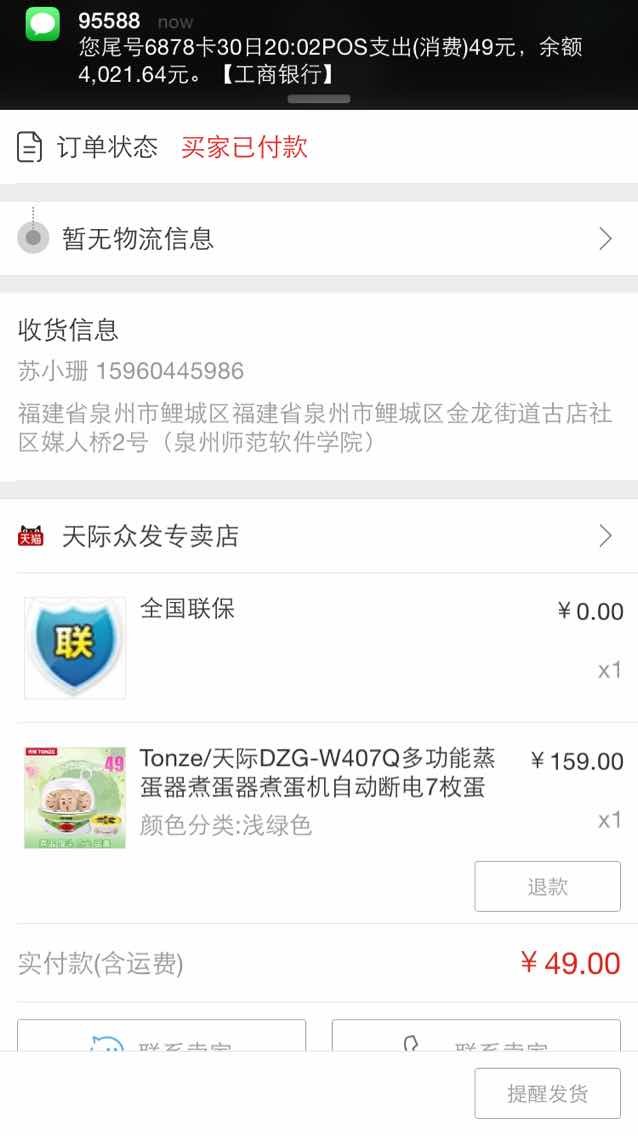 95588 now
您尾号6878卡30日20:02POS支出(消费)49元，余额
4,021.64元。【工商银行】
订单状态 买家已付款
暂无物流信息
收货信息
苏小珊 15960445986
福建省泉州市鲤城区福建省泉州市鲤城区金龙街道古店社
区媒人桥2号（泉州师范软件学院）
天猫 天际众发专卖店
联 全国联保 ￥0.00
x1
TONZE
49
Tonze/天际DZG-W407Q多功能蒸 ￥159.00
蛋器煮蛋器煮蛋机自动断电7枚蛋
颜色分类:浅绿色 x1
退款
实付款(含运费) ￥49.00
联系卖家 联系卖家
提醒发货